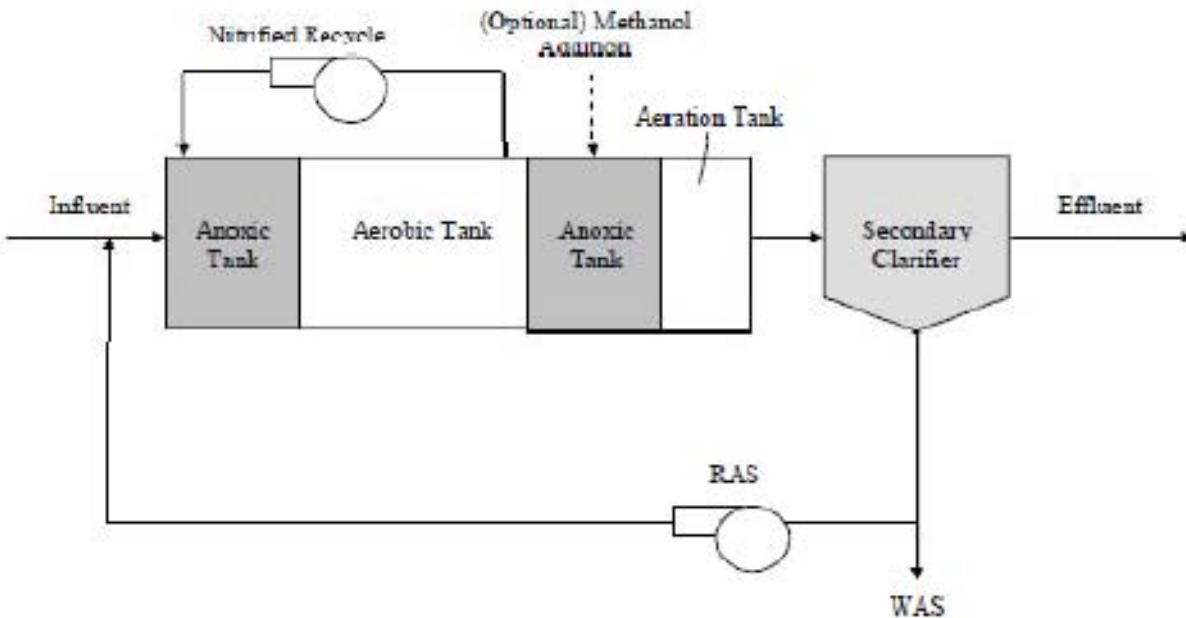 (Optional) Methanol
Addition
Nitrified Recycle
Aeration Tank
Influent
Anoxic
Tank
Aerobic Tank
Anoxic
Tank
Secondary
Clarifier
Effluent
RAS
WAS